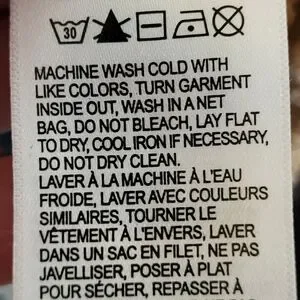 30
MACHINE WASH COLD WITH
LIKE COLORS, TURN GARMENT
INSIDE OUT, WASH IN A NET
BAG, DO NOT BLEACH, LAY FLAT
TO DRY, COOL IRON IF NECESSARY,
DO NOT DRY CLEAN.
LAVER À LA MACHINE À L'EAU
FROIDE, LAVER AVEC COULEURS
SIMILAIRES, TOURNER LE
VÊTEMENT À L'ENVERS, LAVER
DANS UN SAC EN FILET, NE PAS
JAVELLISER, POSER À PLAT
POUR SÉCHER, REPASSER À